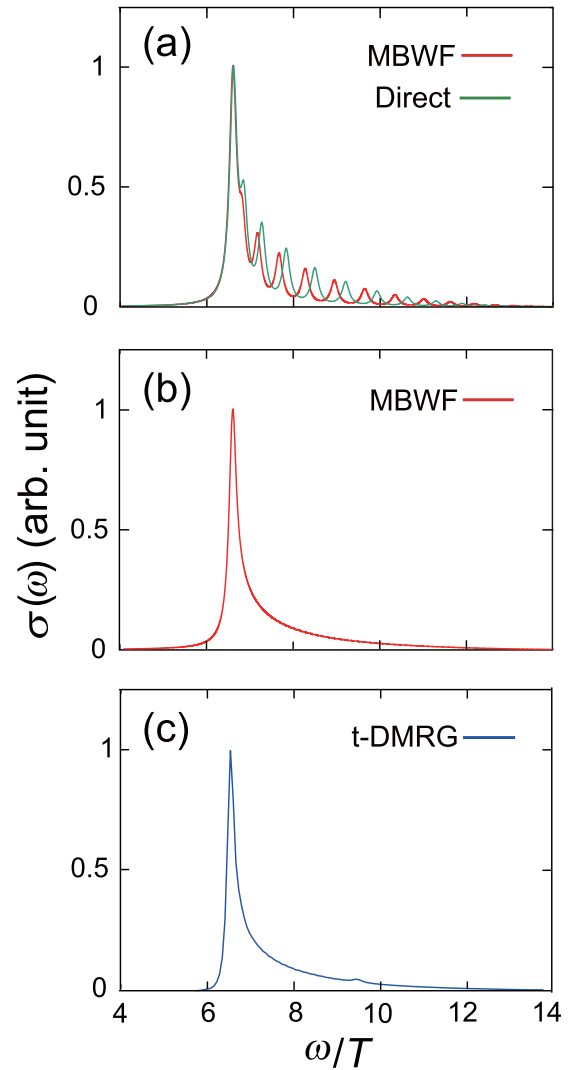 (a)
MBWF
Direct
1
0.5
0
(b)
MBWF
1
0.5
0
σ(ω) (arb. unit)
(c)
t-DMRG
1
0.5
0
4 6 8 10 12 14
ω/T